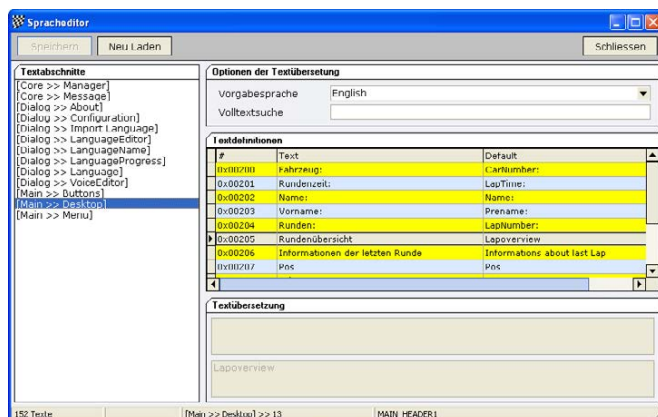 Spracheditor
Speichern Neu Laden Schliessen
Textabschnitte
[Core >> Manager]
[Core >> Message]
[Dialog >> About]
[Dialog >> Configuration]
[Dialog >> Import Language]
[Dialog >> LanguageEditor]
[Dialog >> LanguageName]
[Dialog >> LanguageProgress]
[Dialog >> Language]
[Dialog >> VoiceEditor]
[Main >> Buttons]
[Main >> Desktop]
[Main >> Menu]
Optionen der Textübersetung
Vorgabesprache English
Volltextsuche
Textdefinitionen
# Text Default
0x00200 Fahrzeug: CarNumber:
0x00201 Rundenzeit: LapTime:
0x00202 Name: Name:
0x00203 Vorname: Prename:
0x00204 Runden: LapNumber:
0x00205 Rundenübersicht Lapoverview
0x00206 Informationen der letzten Runde Informations about last Lap
0x00207 Pos Pos
Textübersetzung
Lapoverview
152 Texte [Main >> Desktop] >> 13 MAIN_HEADER1